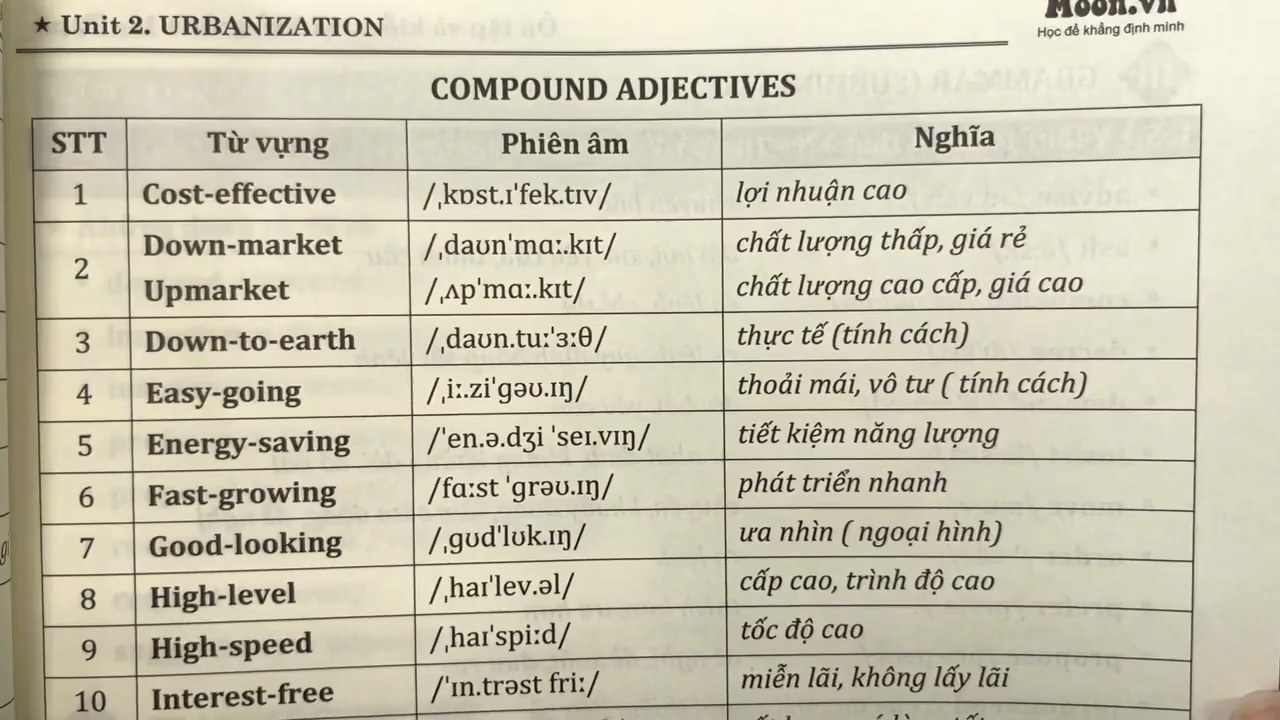 ★ Unit 2. URBANIZATION
Moon.vn
Học để khẳng định mình
COMPOUND ADJECTIVES
STT Từ vựng Phiên âm Nghĩa
1 Cost-effective /ˌkɒst.ɪˈfek.tɪv/ lợi nhuận cao
2 Down-market /ˌdaʊnˈmɑː.kɪt/ chất lượng thấp, giá rẻ
Upmarket /ˌʌpˈmɑː.kɪt/ chất lượng cao cấp, giá cao
3 Down-to-earth /ˌdaʊn.tuːˈɜːθ/ thực tế (tính cách)
4 Easy-going /ˌiː.ziˈɡəʊ.ɪŋ/ thoải mái, vô tư ( tính cách)
5 Energy-saving /ˈen.ə.dʒi ˈseɪ.vɪŋ/ tiết kiệm năng lượng
6 Fast-growing /fɑːst ˈɡrəʊ.ɪŋ/ phát triển nhanh
7 Good-looking /ˌɡʊdˈlʊk.ɪŋ/ ưa nhìn ( ngoại hình)
8 High-level /ˌhaɪˈlev.əl/ cấp cao, trình độ cao
9 High-speed /ˌhaɪˈspiːd/ tốc độ cao
10 Interest-free /ˈɪn.trəst friː/ miễn lãi, không lấy lãi